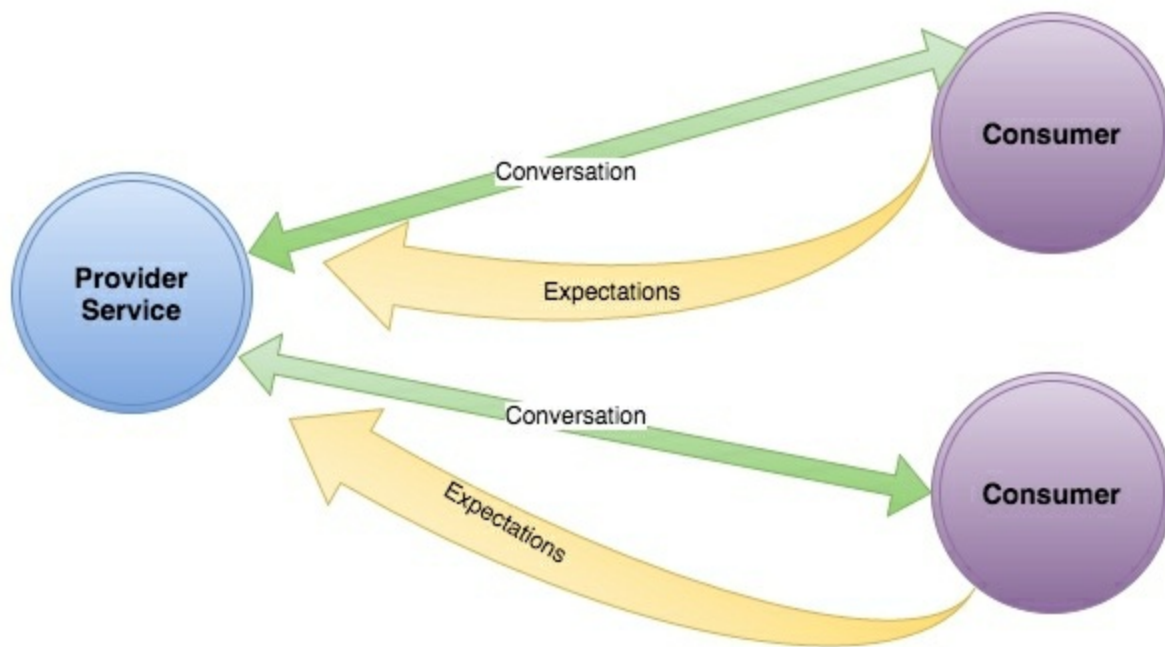 Consumer
Conversation
Provider
Service
Expectations
Conversation
Expectations
Consumer